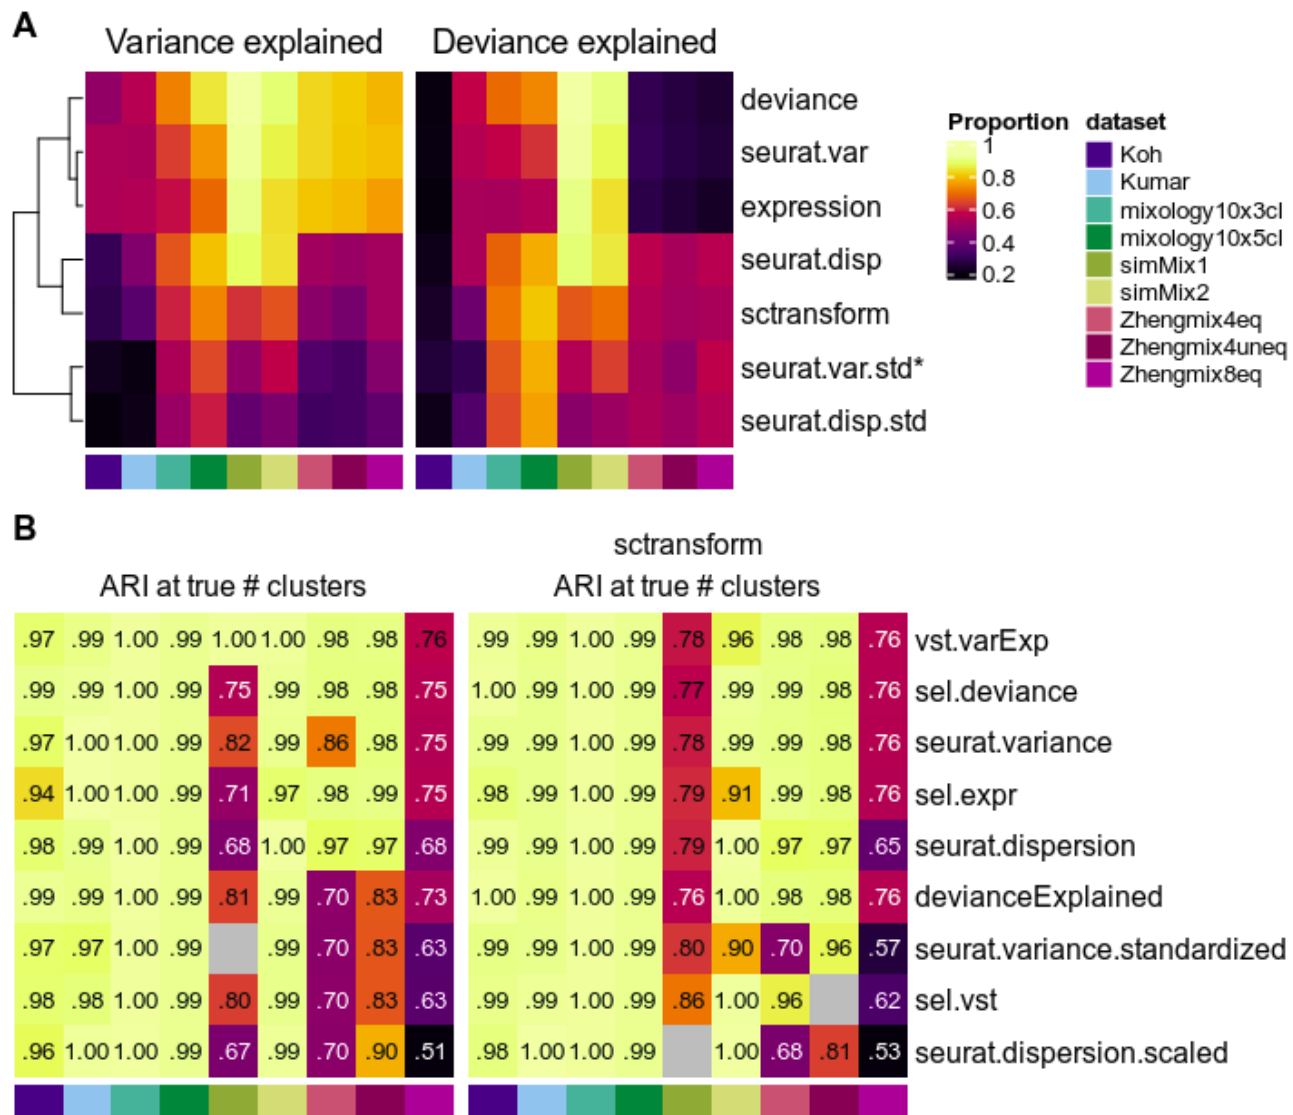 A
Variance explained
Deviance explained
deviance
seurat.var
expression
seurat.disp
sctransform
seurat.var.std*
seurat.disp.std
Proportion
1
0.8
0.6
0.4
0.2
dataset
Koh
Kumar
mixology10x3cl
mixology10x5cl
simMix1
simMix2
Zhengmix4eq
Zhengmix4uneq
Zhengmix8eq
B
sctransform
ARI at true # clusters
ARI at true # clusters
.97 .99 1.00 .99 1.00 1.00 .98 .98 .76 .99 .99 1.00 .99 .78 .96 .98 .98 .76 vst.varExp
.99 .99 1.00 .99 .75 .99 .98 .98 .75 1.00 .99 1.00 .99 .77 .99 .99 .98 .76 sel.deviance
.97 1.00 1.00 .99 .82 .99 .86 .98 .75 .99 .99 1.00 .99 .78 .99 .99 .98 .76 seurat.variance
.94 1.00 1.00 .99 .71 .97 .98 .99 .75 .98 .99 1.00 .99 .79 .91 .99 .98 .76 sel.expr
.98 .99 1.00 .99 .68 1.00 .97 .97 .68 .99 .99 1.00 .99 .79 1.00 .97 .97 .65 seurat.dispersion
.99 .99 1.00 .99 .81 .99 .70 .83 .73 1.00 .99 1.00 .99 .76 1.00 .98 .98 .76 devianceExplained
.97 .97 1.00 .99 .99 .70 .83 .63 .99 .99 1.00 .99 .80 .90 .70 .96 .57 seurat.variance.standardized
.98 .98 1.00 .99 .80 .99 .70 .83 .63 .99 .99 1.00 .99 .86 1.00 .96 .62 sel.vst
.96 1.00 1.00 .99 .67 .99 .70 .90 .51 .98 1.00 1.00 .99 1.00 .68 .81 .53 seurat.dispersion.scaled